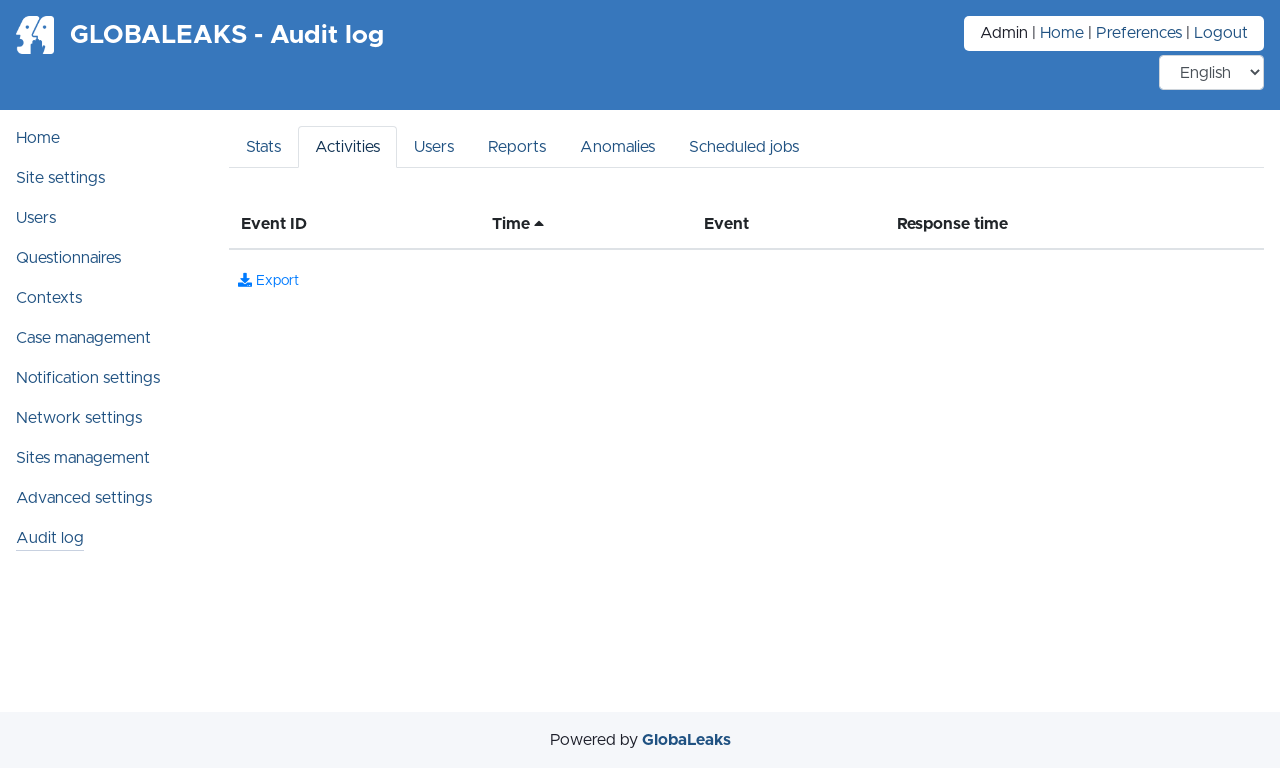 GLOBALEAKS - Audit log
Admin | Home | Preferences | Logout
English
Home
Site settings
Users
Questionnaires
Contexts
Case management
Notification settings
Network settings
Sites management
Advanced settings
Audit log
Stats Activities Users Reports Anomalies Scheduled jobs
Event ID Time Event Response time
Export
Powered by GlobaLeaks